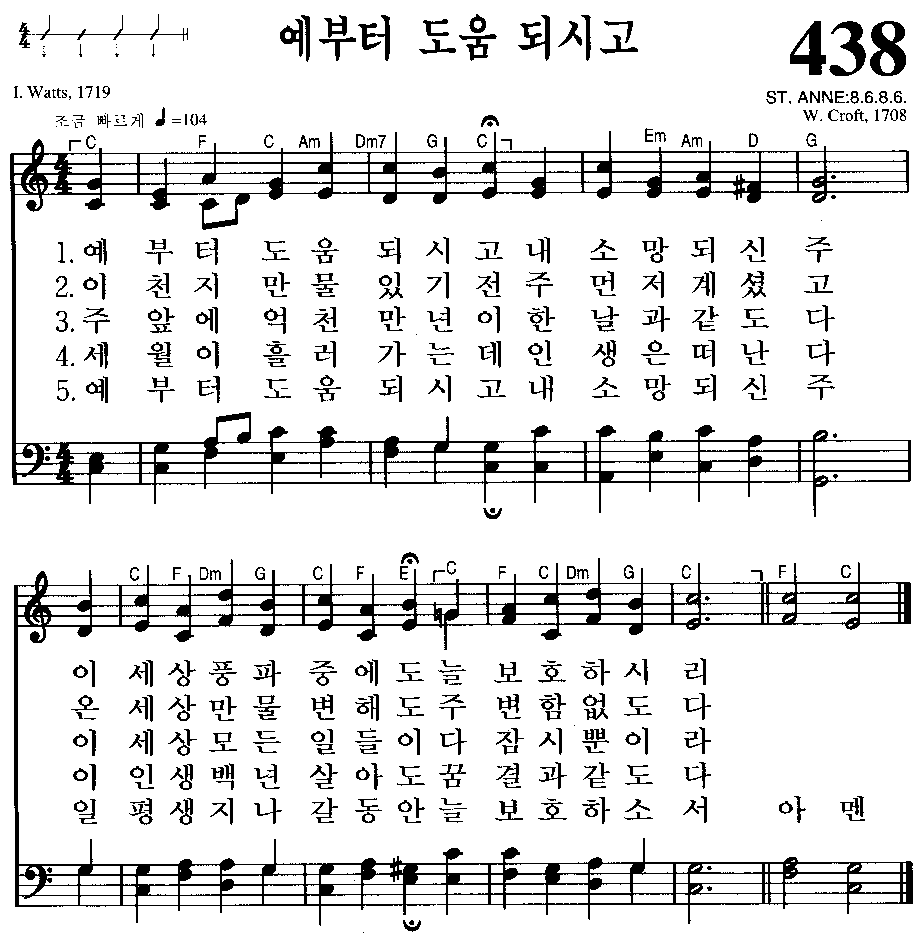 4/4
예부터 도움 되시고
438
I. Watts, 1719
ST. ANNE:8.6.8.6.
조금 빠르게 ♩=104
W. Croft, 1708
C F C Am Dm7 G C Em Am D G
1. 예 부 터 도 움 되 시 고 내 소 망 되 신 주
2. 이 천 지 만 물 있 기 전 주 먼 저 계 셨 고
3. 주 앞 에 억 천 만 년 이 한 날 과 같 도 다
4. 세 월 이 흘 러 가 는 데 인 생 은 떠 난 다
5. 예 부 터 도 움 되 시 고 내 소 망 되 신 주
C F Dm G C F E C F C Dm G C F C
이 세 상 풍 파 중 에 도 늘 보 호 하 시 리
온 세 상 만 물 변 해 도 주 변 함 없 도 다
이 세 상 모 든 일 들 이 다 잠 시 뿐 이 라
이 인 생 백 년 살 아 도 꿈 결 과 같 도 다
일 평 생 지 나 갈 동 안 늘 보 호 하 소 서 아 멘